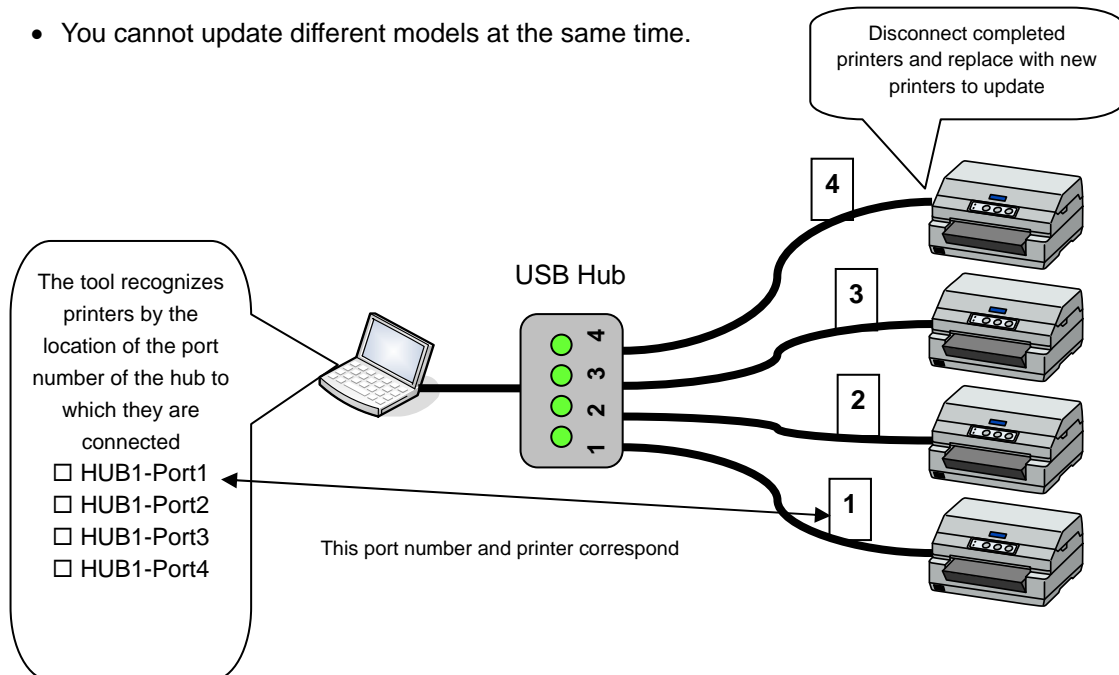 • You cannot update different models at the same time.
Disconnect completed
printers and replace with new
printers to update
4
3
2
1
USB Hub
4
3
2
1
The tool recognizes
printers by the
location of the port
number of the hub to
which they are
connected
☐ HUB1-Port1
☐ HUB1-Port2
☐ HUB1-Port3
☐ HUB1-Port4
This port number and printer correspond